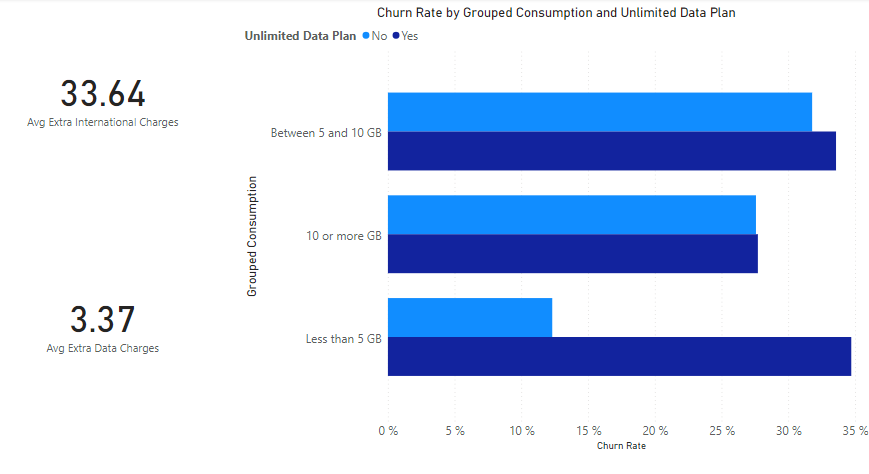 Churn Rate by Grouped Consumption and Unlimited Data Plan
Unlimited Data Plan No Yes
33.64
Avg Extra International Charges
3.37
Avg Extra Data Charges
Grouped Consumption
Between 5 and 10 GB
10 or more GB
Less than 5 GB
0 % 5 % 10 % 15 % 20 % 25 % 30 % 35 %
Churn Rate